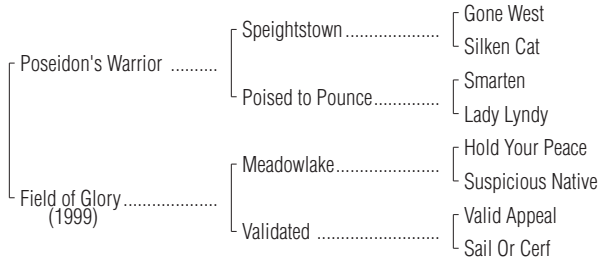 Gone West
Speightstown ....................
Silken Cat
Poseidon's Warrior ..........
Smarten
Poised to Pounce..............
Lady Lyndy
Hold Your Peace
Meadowlake......................
Suspicious Native
Field of Glory....................
(1999)
Valid Appeal
Validated ..........................
Sail Or Cerf